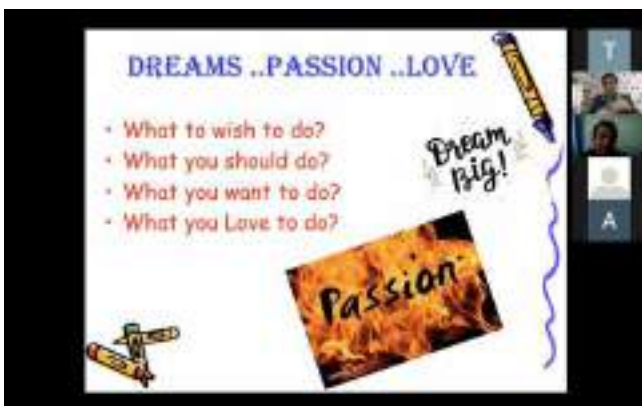 DREAMS ..PASSION ..LOVE
• What to wish to do?
• What you should do?
• What you want to do?
• What you Love to do?
Dream
Big!
Passion
T
A